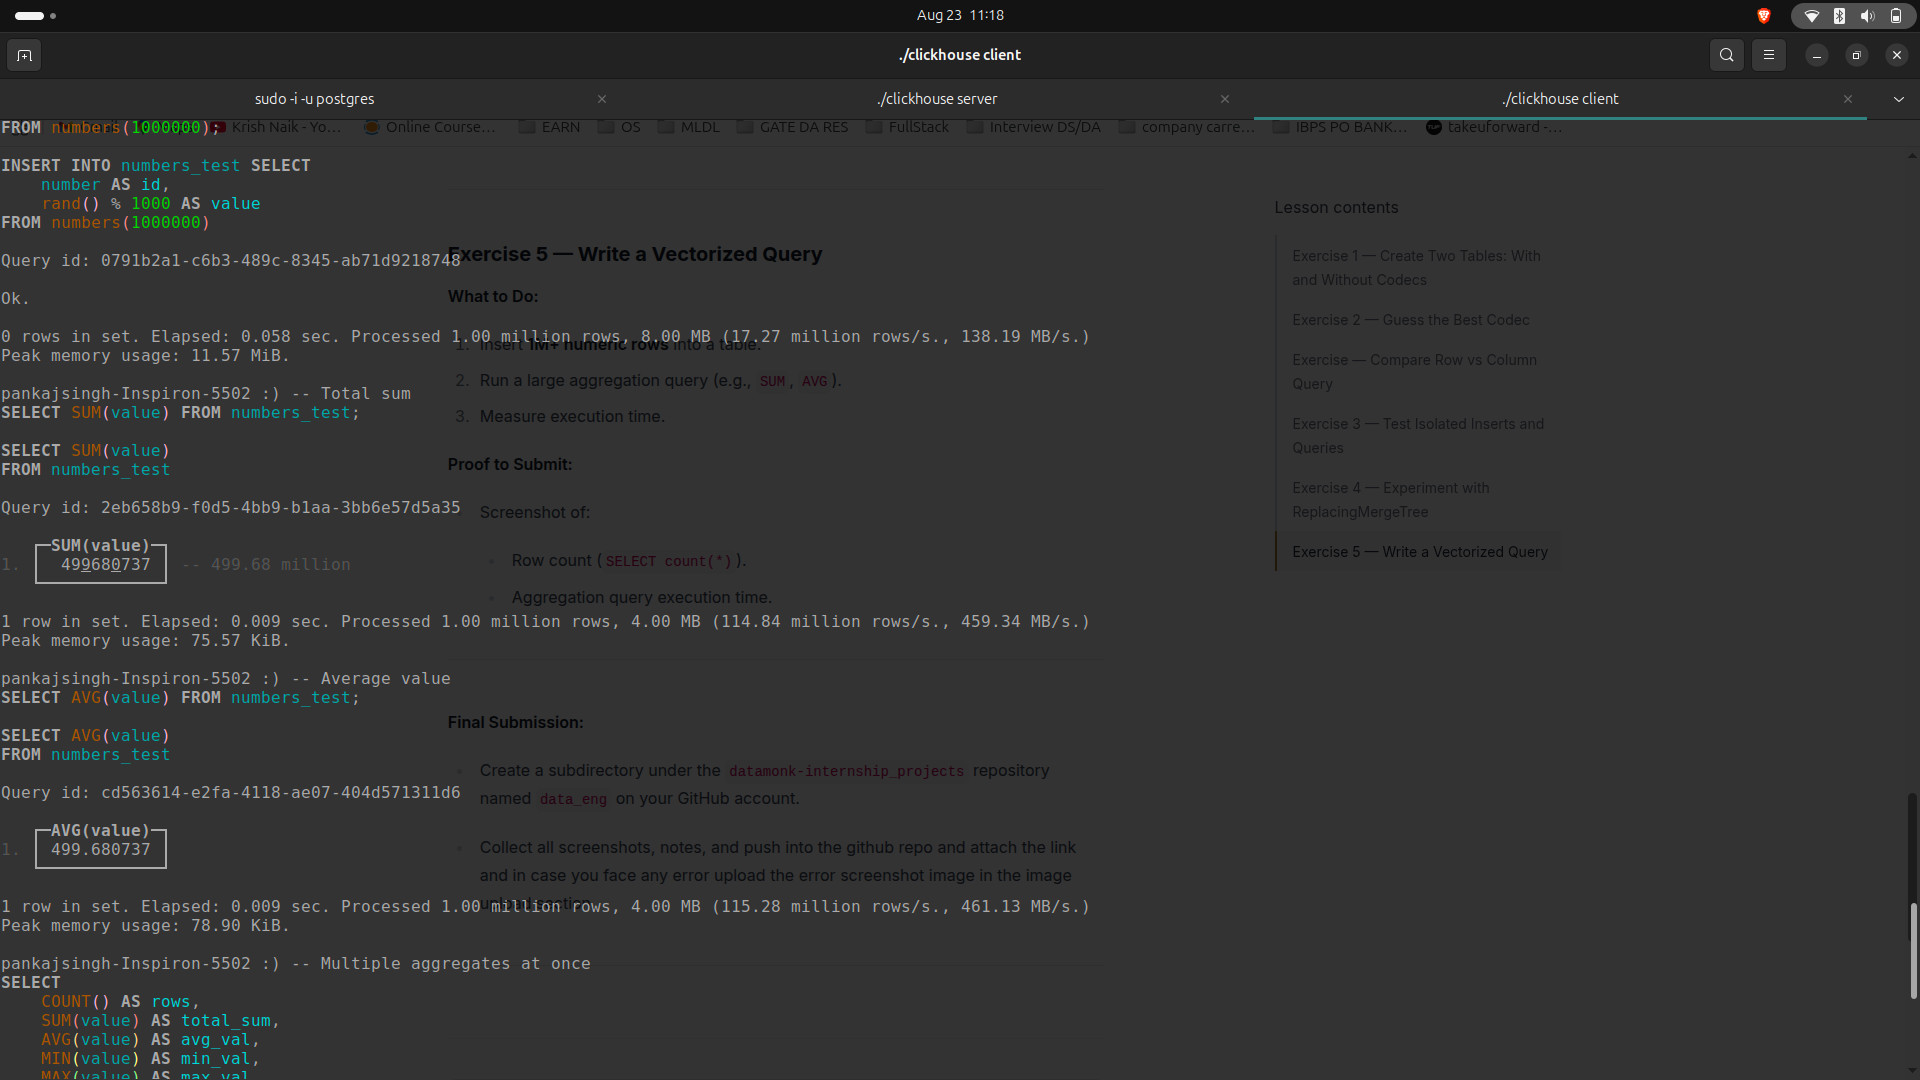 Aug 23 11:18
./clickhouse client
sudo -i -u postgres
./clickhouse server
./clickhouse client
FROM numbers(1000000);
Krish Naik - Yo...
Online Course...
EARN
OS
MLDL
GATE DA RES
FullStack
Interview DS/DA
company carre...
IBPS PO BANK...
takeuforward -...
INSERT INTO numbers_test SELECT
number AS id,
rand() % 1000 AS value
FROM numbers(1000000)
Query id: 0791b2a1-c6b3-489c-8345-ab71d9218748
Ok.
0 rows in set. Elapsed: 0.058 sec. Processed 1.00 million rows, 8.00 MB (17.27 million rows/s., 138.19 MB/s.)
Peak memory usage: 11.57 MiB.
pankajsingh-Inspiron-5502 :) -- Total sum
SELECT SUM(value) FROM numbers_test;
SELECT SUM(value)
FROM numbers_test
Query id: 2eb658b9-f0d5-4bb9-b1aa-3bb6e57d5a35
SUM(value)
1. 499680737 -- 499.68 million
1 row in set. Elapsed: 0.009 sec. Processed 1.00 million rows, 4.00 MB (114.84 million rows/s., 459.34 MB/s.)
Peak memory usage: 75.57 KiB.
pankajsingh-Inspiron-5502 :) -- Average value
SELECT AVG(value) FROM numbers_test;
SELECT AVG(value)
FROM numbers_test
Query id: cd563614-e2fa-4118-ae07-404d571311d6
AVG(value)
1. 499.680737
1 row in set. Elapsed: 0.009 sec. Processed 1.00 million rows, 4.00 MB (115.28 million rows/s., 461.13 MB/s.)
Peak memory usage: 78.90 KiB.
pankajsingh-Inspiron-5502 :) -- Multiple aggregates at once
SELECT
COUNT() AS rows,
SUM(value) AS total_sum,
AVG(value) AS avg_val,
MIN(value) AS min_val,
MAX(value) AS max_val
Exercise 5 — Write a Vectorized Query
What to Do:
1. Insert 1M+ numeric rows into a table.
2. Run a large aggregation query (e.g., SUM, AVG).
3. Measure execution time.
Proof to Submit:
Screenshot of:
Row count (SELECT count(*)).
Aggregation query execution time.
Final Submission:
Create a subdirectory under the datamonk-internship_projects repository
named data_eng on your GitHub account.
Collect all screenshots, notes, and push into the github repo and attach the link
and in case you face any error upload the error screenshot image in the image
Lesson contents
Exercise 1 — Create Two Tables: With
and Without Codecs
Exercise 2 — Guess the Best Codec
Exercise — Compare Row vs Column
Query
Exercise 3 — Test Isolated Inserts and
Queries
Exercise 4 — Experiment with
ReplacingMergeTree
Exercise 5 — Write a Vectorized Query